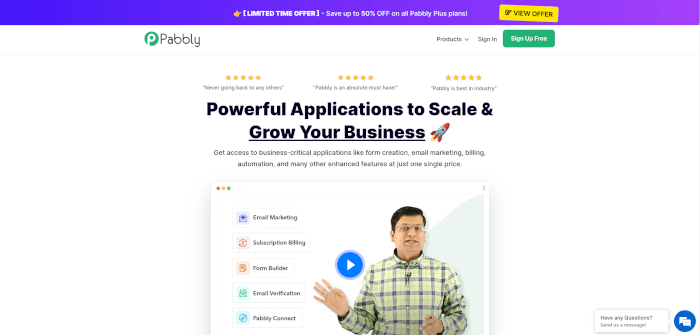 👉 [ LIMITED TIME OFFER ] - Save up to 50% OFF on all Pabbly Plus plans!
VIEW OFFER
Pabbly
Products
Sign In
Sign Up Free
"Never going back to any others"
"Pabbly is an absolute must have!"
"Pabbly is best in industry"
Powerful Applications to Scale &
Grow Your Business 🚀
Get access to business-critical applications like form creation, email marketing, billing,
automation, and many other enhanced features at just one single price.
Email Marketing
Subscription Billing
Form Builder
Email Verification
Pabbly Connect
Have any Questions?
Send us a message!